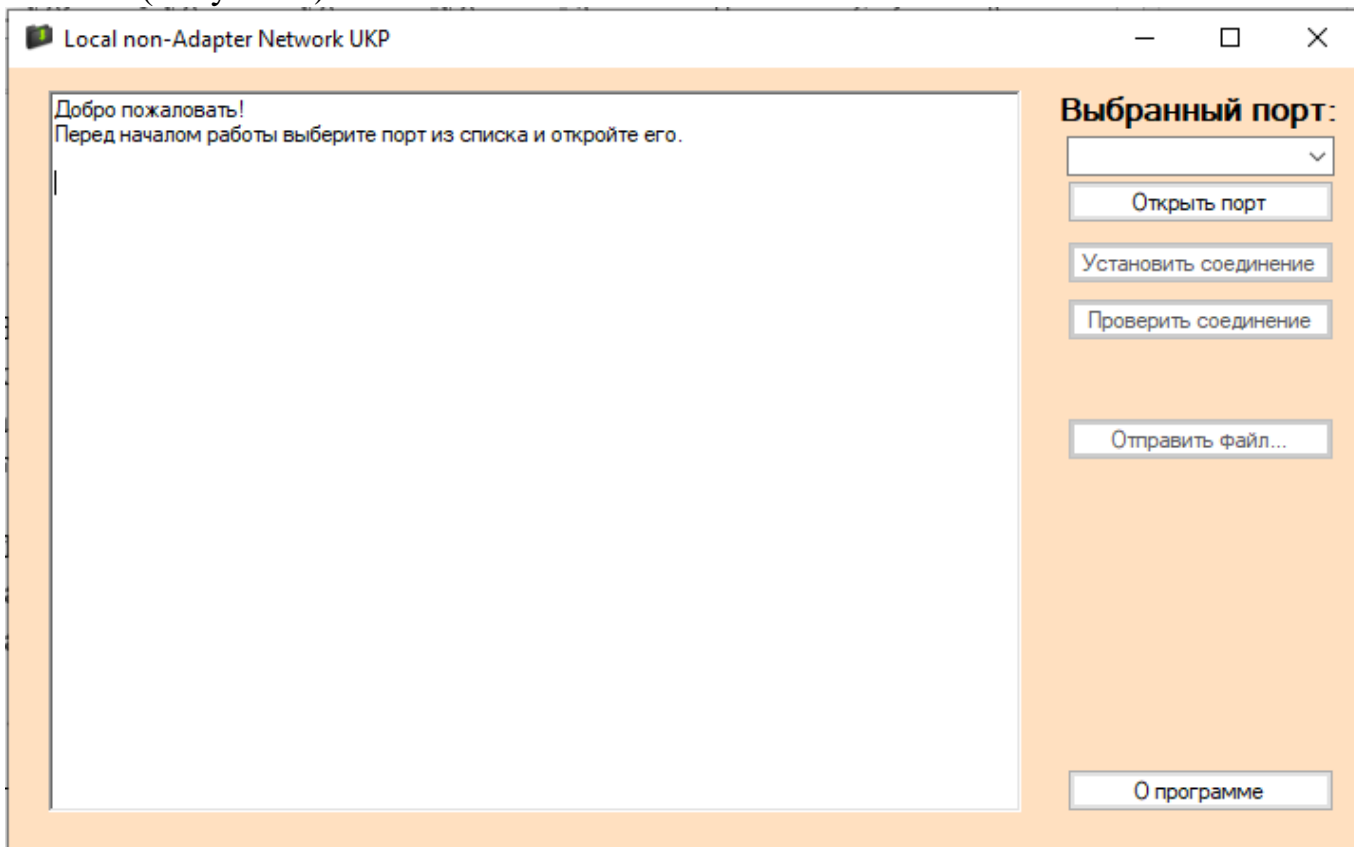 Local non-Adapter Network UKP
Добро пожаловать!
Перед началом работы выберите порт из списка и откройте его.
Выбранный порт:
Открыть порт
Установить соединение
Проверить соединение
Отправить файл...
О программе